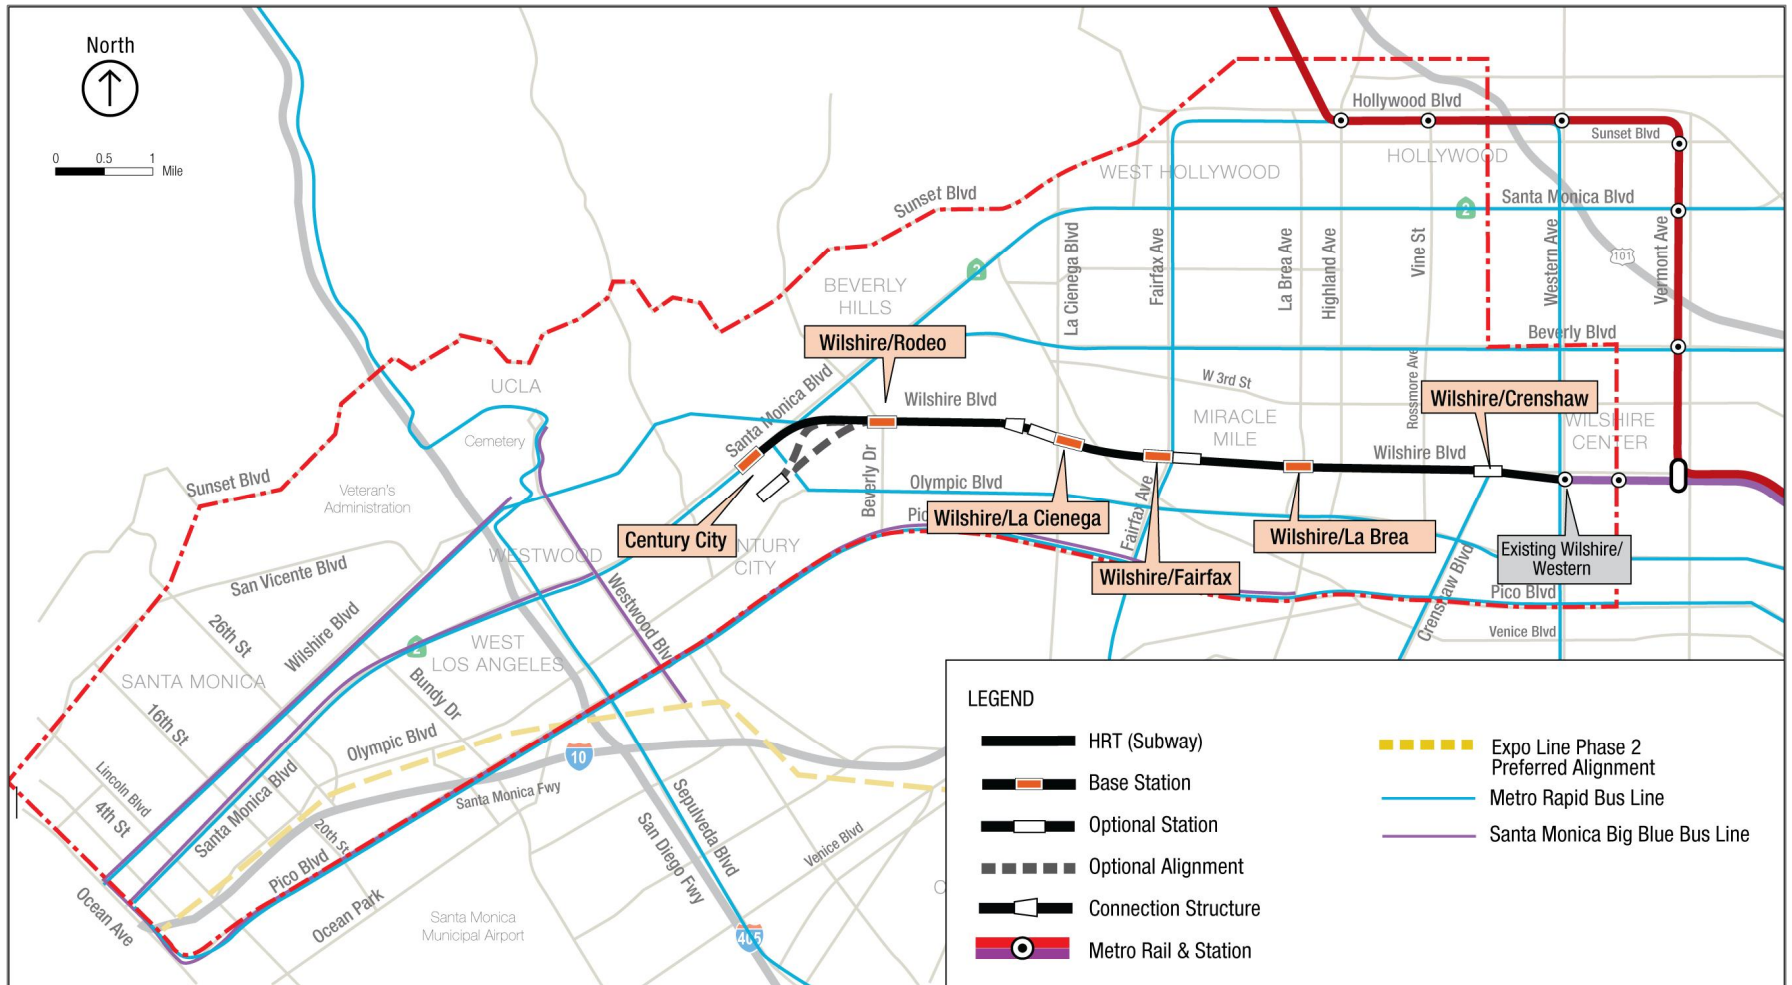 North
0 0.5 1
Mile
Hollywood Blvd
Sunset Blvd
HOLLYWOOD
WEST HOLLYWOOD
Sunset Blvd
2
Santa Monica Blvd
La Cienega Blvd
Fairfax Ave
La Brea Ave
Highland Ave
Vine St
Western Ave
Vermont Ave
101
2
BEVERLY
HILLS
Wilshire/Rodeo
Beverly Blvd
W 3rd St
Rossmore Ave
UCLA
Santa Monica Blvd
Wilshire Blvd
MIRACLE
MILE
Wilshire/Crenshaw
WILSHIRE
CENTER
Cemetery
Wilshire Blvd
Sunset Blvd
Veteran's
Administration
Beverly Dr
Olympic Blvd
Fairfax Ave
Century City
Wilshire/La Cienega
Wilshire/La Brea
Existing Wilshire/
Western
WESTWOOD
CITY
Wilshire/Fairfax
Crenshaw Blvd
Pico Blvd
Venice Blvd
San Vicente Blvd
26th St
Wilshire Blvd
Westwood Blvd
2
WEST
LOS ANGELES
SANTA MONICA
Bundy Dr
16th St
Olympic Blvd
10
Lincoln Blvd
4th St
Santa Monica Blvd
Santa Monica Fwy
20th St
Pico Blvd
Sepulveda Blvd
San Diego Fwy
Venice Blvd
Ocean Ave
Ocean Park
Santa Monica
Municipal Airport
405
LEGEND
HRT (Subway)
Base Station
Optional Station
Optional Alignment
Connection Structure
Metro Rail & Station
Expo Line Phase 2
Preferred Alignment
Metro Rapid Bus Line
Santa Monica Big Blue Bus Line